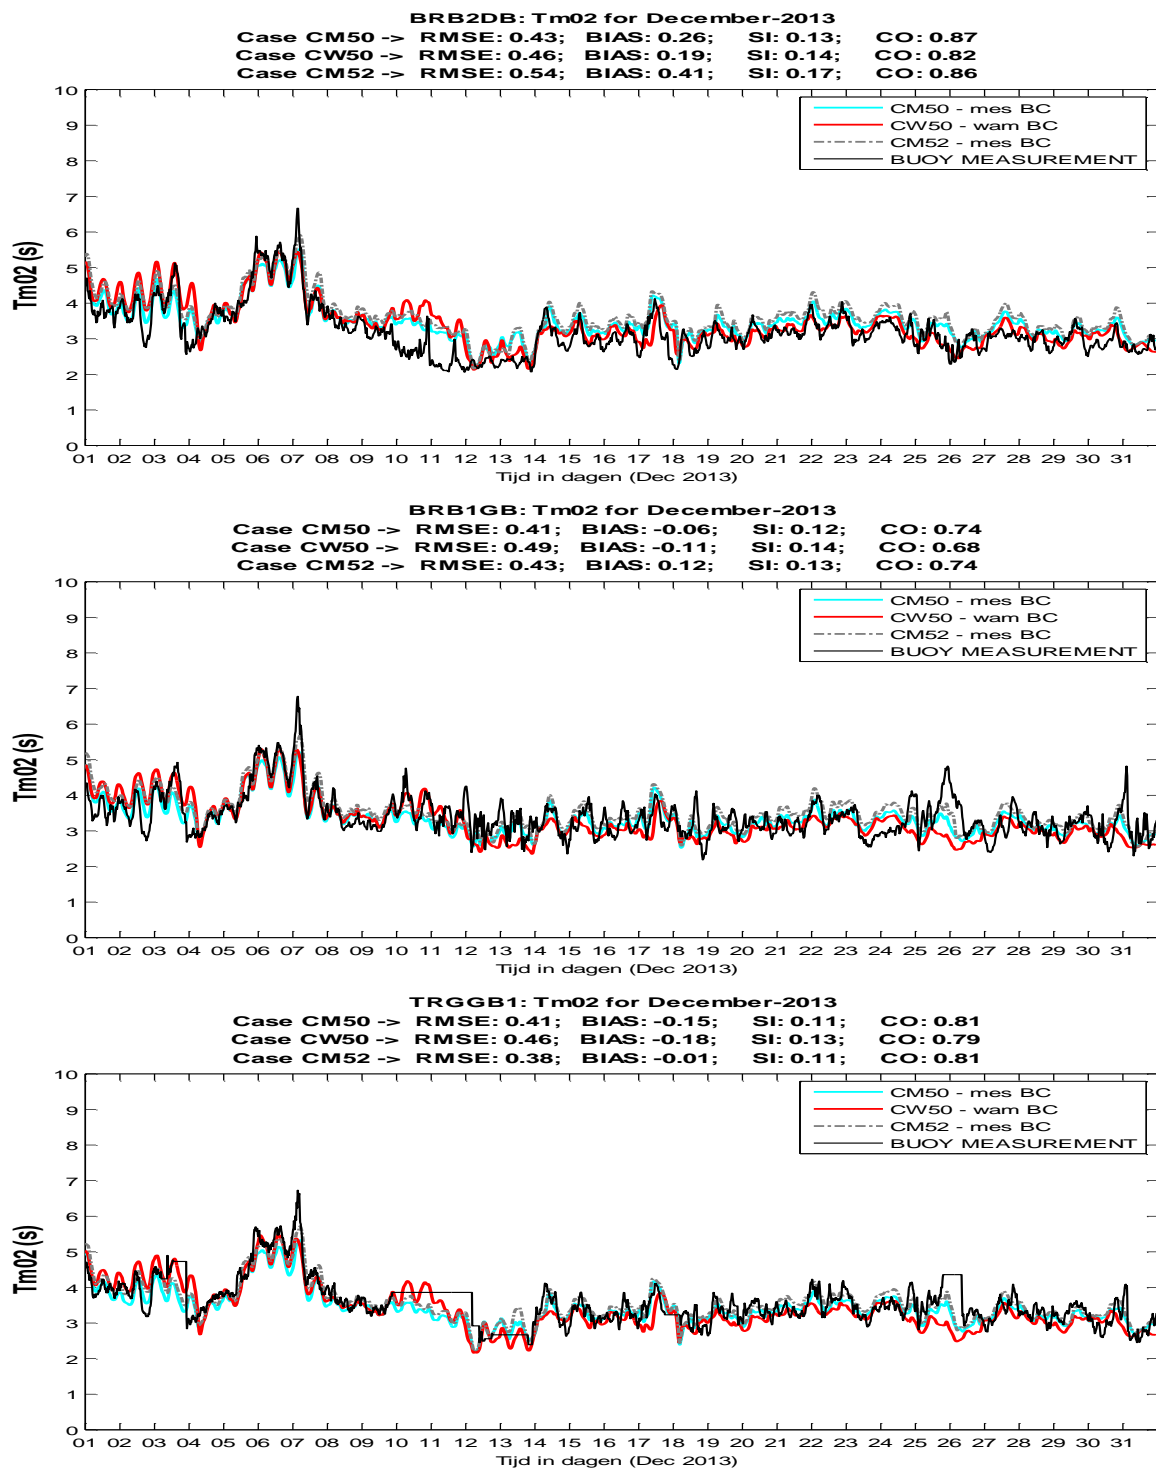 BRB2DB: Tm02 for December-2013
Case CM50 -> RMSE: 0.43; BIAS: 0.26; SI: 0.13; CO: 0.87
Case CW50 -> RMSE: 0.46; BIAS: 0.19; SI: 0.14; CO: 0.82
Case CM52 -> RMSE: 0.54; BIAS: 0.41; SI: 0.17; CO: 0.86
10
9
8
7
6
5
4
3
2
1
0
Tm02 (s)
CM50 - mes BC
CW50 - wam BC
CM52 - mes BC
BUOY MEASUREMENT
01 02 03 04 05 06 07 08 09 10 11 12 13 14 15 16 17 18 19 20 21 22 23 24 25 26 27 28 29 30 31
Tijd in dagen (Dec 2013)
BRB1GB: Tm02 for December-2013
Case CM50 -> RMSE: 0.41; BIAS: -0.06; SI: 0.12; CO: 0.74
Case CW50 -> RMSE: 0.49; BIAS: -0.11; SI: 0.14; CO: 0.68
Case CM52 -> RMSE: 0.43; BIAS: 0.12; SI: 0.13; CO: 0.74
10
9
8
7
6
5
4
3
2
1
0
Tm02 (s)
CM50 - mes BC
CW50 - wam BC
CM52 - mes BC
BUOY MEASUREMENT
01 02 03 04 05 06 07 08 09 10 11 12 13 14 15 16 17 18 19 20 21 22 23 24 25 26 27 28 29 30 31
Tijd in dagen (Dec 2013)
TRGGB1: Tm02 for December-2013
Case CM50 -> RMSE: 0.41; BIAS: -0.15; SI: 0.11; CO: 0.81
Case CW50 -> RMSE: 0.46; BIAS: -0.18; SI: 0.13; CO: 0.79
Case CM52 -> RMSE: 0.38; BIAS: -0.01; SI: 0.11; CO: 0.81
10
9
8
7
6
5
4
3
2
1
0
Tm02 (s)
CM50 - mes BC
CW50 - wam BC
CM52 - mes BC
BUOY MEASUREMENT
01 02 03 04 05 06 07 08 09 10 11 12 13 14 15 16 17 18 19 20 21 22 23 24 25 26 27 28 29 30 31
Tijd in dagen (Dec 2013)